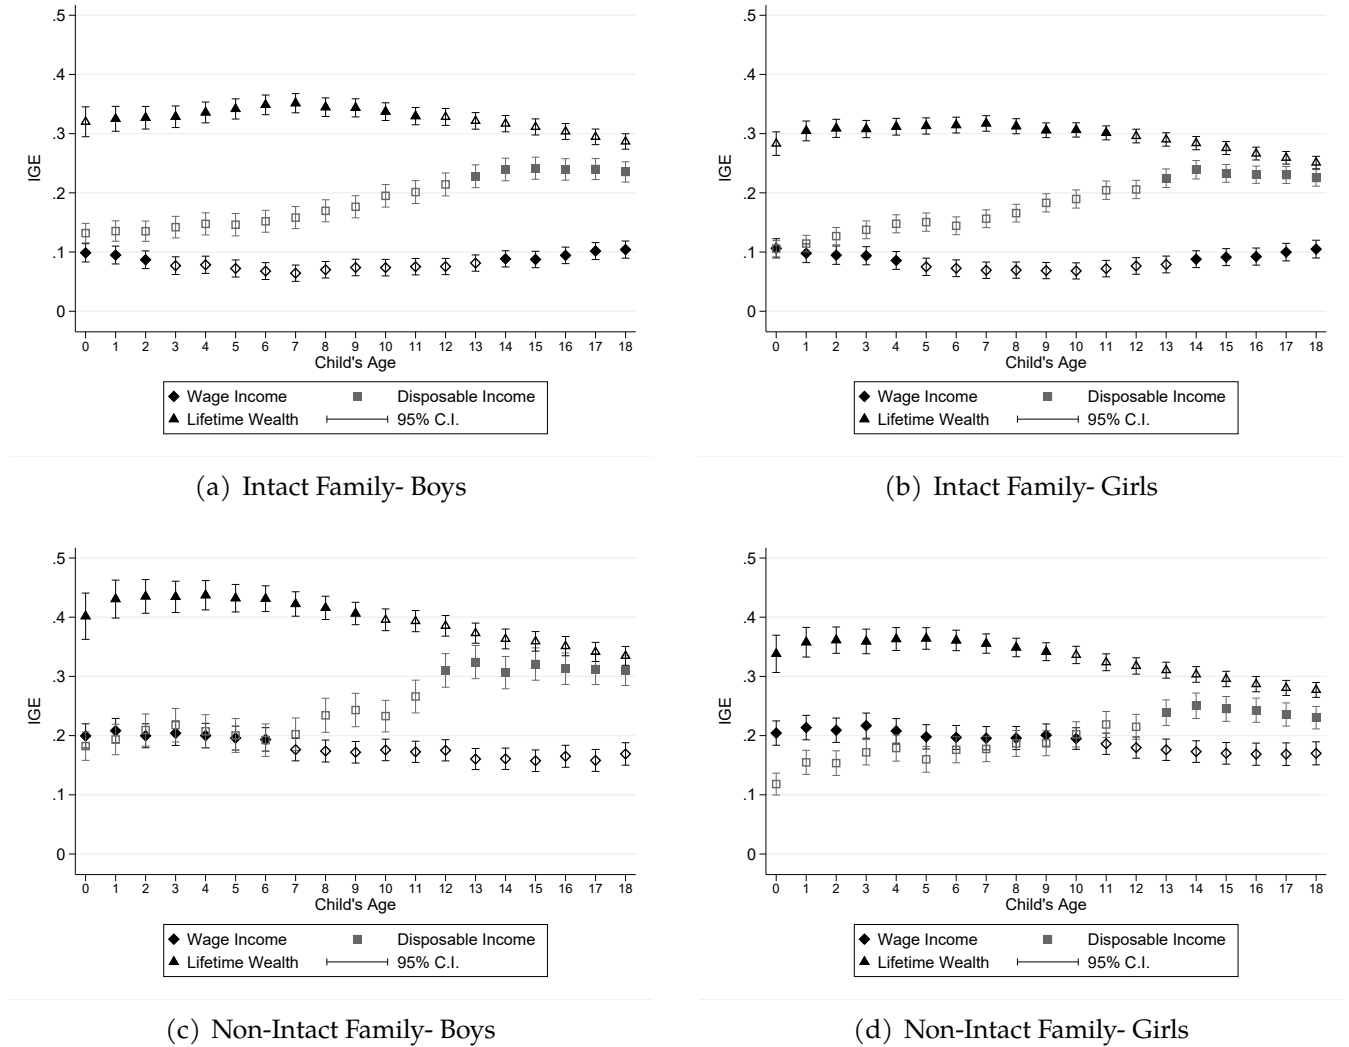 .5
.4
.3
.2
.1
0
IGE
0 1 2 3 4 5 6 7 8 9 10 11 12 13 14 15 16 17 18
Child's Age
Wage Income Disposable Income
Lifetime Wealth 95% C.I.
(a) Intact Family- Boys
.5
.4
.3
.2
.1
0
IGE
0 1 2 3 4 5 6 7 8 9 10 11 12 13 14 15 16 17 18
Child's Age
Wage Income Disposable Income
Lifetime Wealth 95% C.I.
(b) Intact Family- Girls
.5
.4
.3
.2
.1
0
IGE
0 1 2 3 4 5 6 7 8 9 10 11 12 13 14 15 16 17 18
Child's Age
Wage Income Disposable Income
Lifetime Wealth 95% C.I.
(c) Non-Intact Family- Boys
.5
.4
.3
.2
.1
0
IGE
0 1 2 3 4 5 6 7 8 9 10 11 12 13 14 15 16 17 18
Child's Age
Wage Income Disposable Income
Lifetime Wealth 95% C.I.
(d) Non-Intact Family- Girls